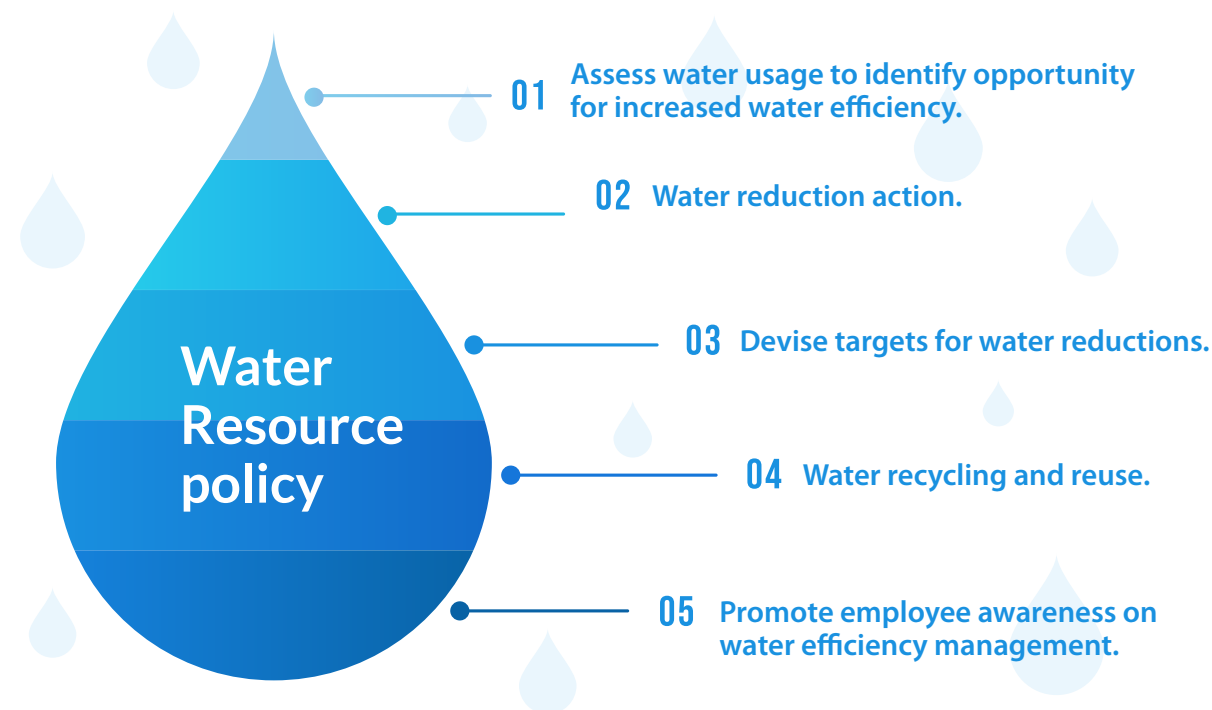 Water
Resource
policy
01 Assess water usage to identify opportunity
for increased water efficiency.
02 Water reduction action.
03 Devise targets for water reductions.
04 Water recycling and reuse.
05 Promote employee awareness on
water efficiency management.